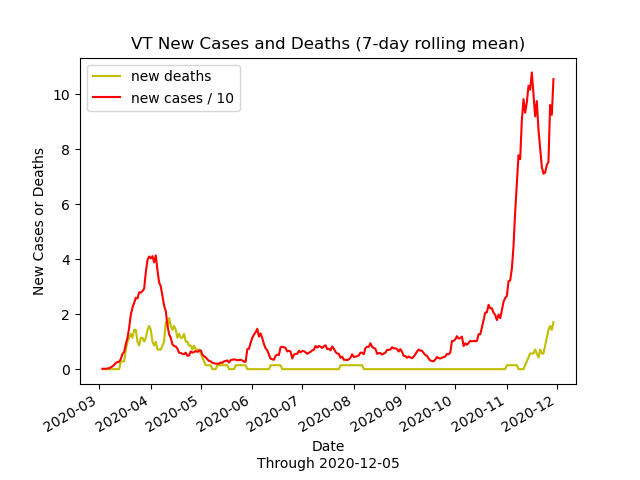 VT New Cases and Deaths (7-day rolling mean)
new deaths
new cases / 10
New Cases or Deaths
10
8
6
4
2
0
2020-03
2020-04
2020-05
2020-06
2020-07
2020-08
2020-09
2020-10
2020-11
2020-12
Date
Through 2020-12-05